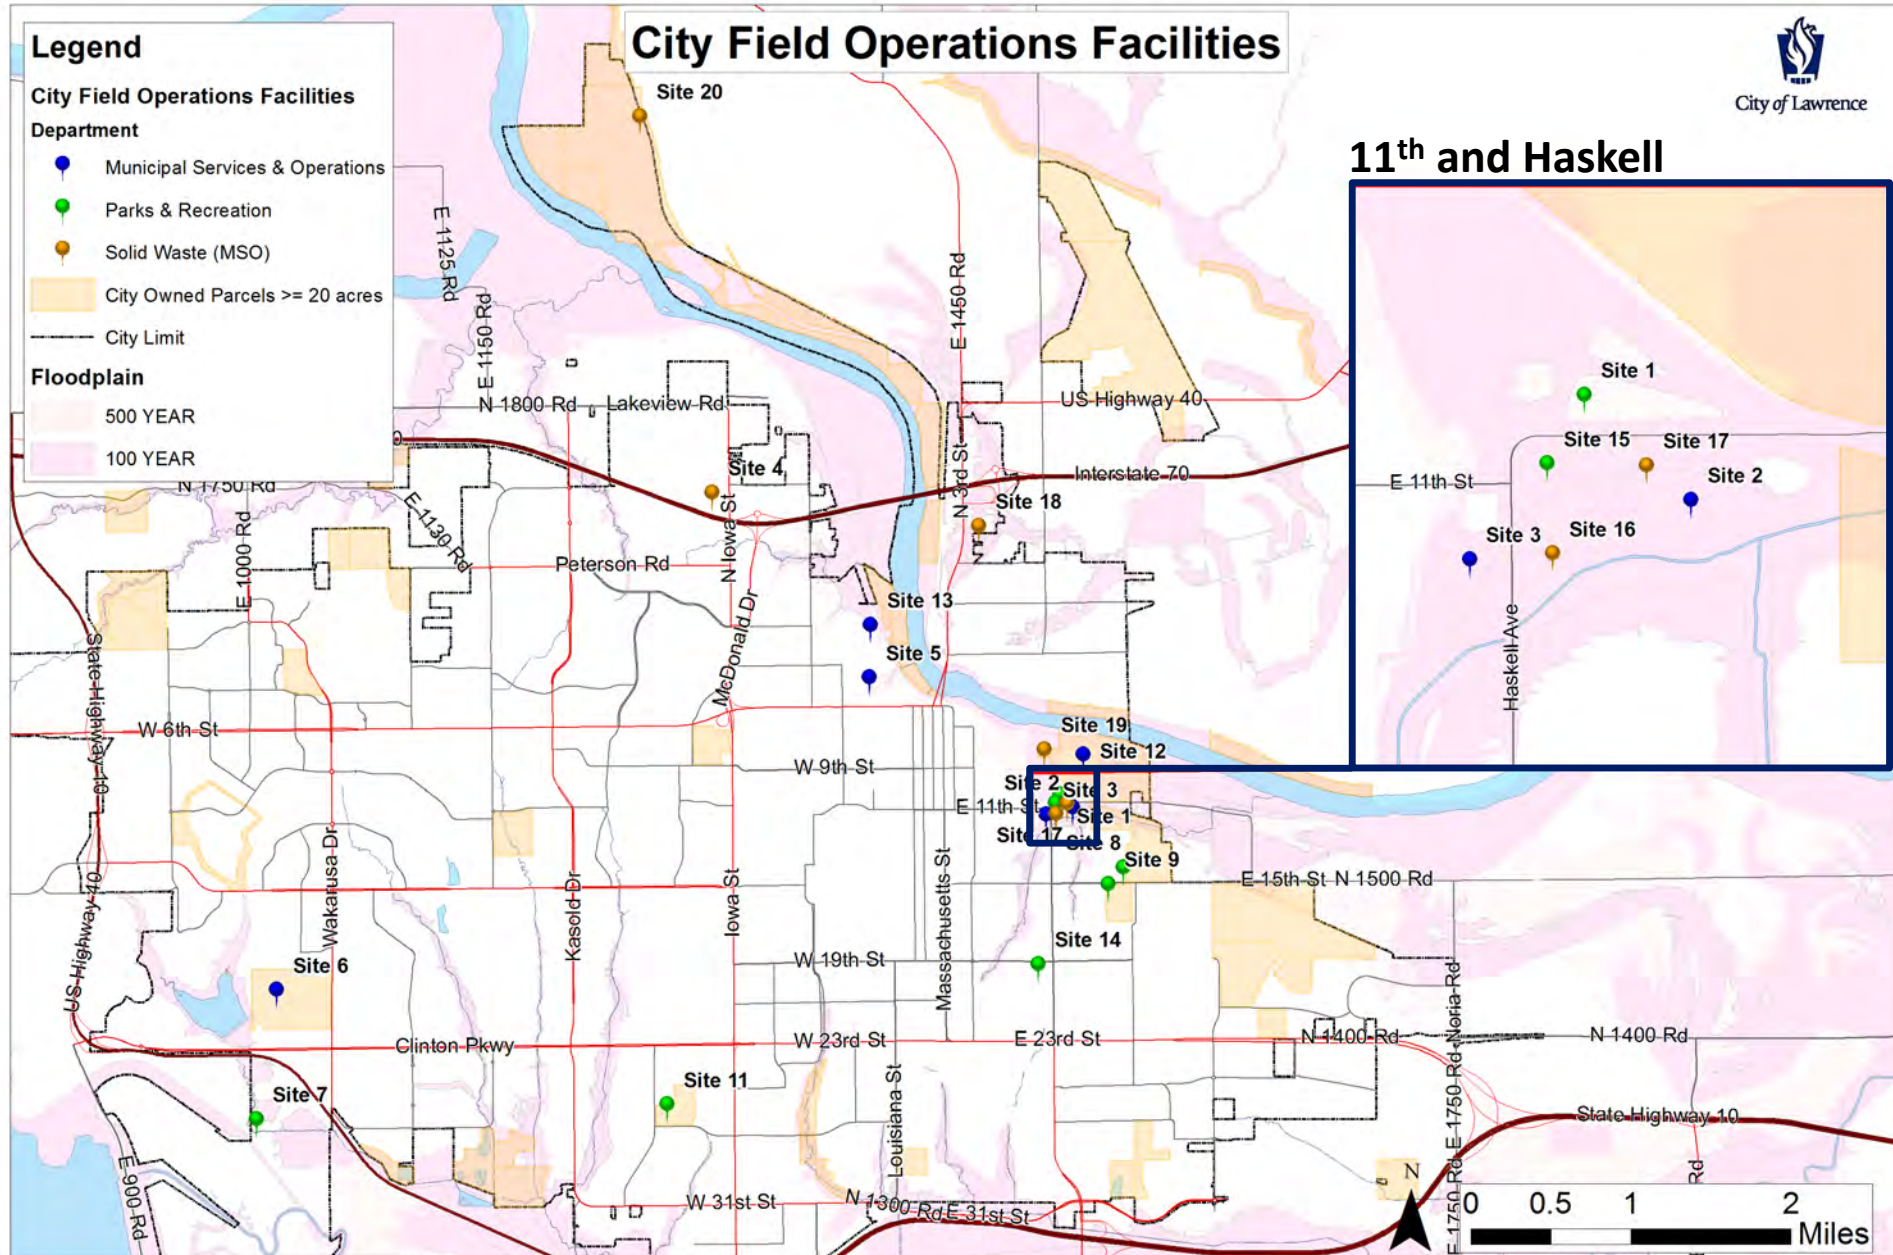 City Field Operations Facilities
Legend
City Field Operations Facilities
Department
Municipal Services & Operations
Parks & Recreation
Solid Waste (MSO)
City Owned Parcels >= 20 acres
City Limit
Floodplain
500 YEAR
100 YEAR
City of Lawrence
11th and Haskell
Site 1
Site 15
Site 17
Site 2
E 11th St
Site 3
Site 16
Haskell Ave
Site 20
E 1125 Rd
E 1150 Rd
E 1450 Rd
N 1800 Rd
Lakeview Rd
US Highway 40
N 3rd St
Site 4
Interstate 70
N 1750 Rd
E 1130 Rd
N Iowa St
Site 18
E 1000 Rd
Peterson Rd
Site 13
McDonald Dr
Site 5
State Highway 10
W 6th St
Site 19
Site 12
W 9th St
Site 2
Site 3
E 11th St
Site 1
Site 17
Site 8
Site 9
E 15th St
N 1500 Rd
US Highway 40
Wakarusa Dr
Kasold Dr
Iowa St
Massachusetts St
Site 14
W 19th St
Site 6
Noria Rd
Clinton Pkwy
W 23rd St
E 23rd St
N 1400 Rd
N 1400 Rd
Site 11
Site 7
Louisiana St
E 1750 Rd
State Highway 10
E 900 Rd
W 31st St
N 1300 Rd
E 31st St
E 1750 Rd
Rd
N
0 0.5 1 2
Miles